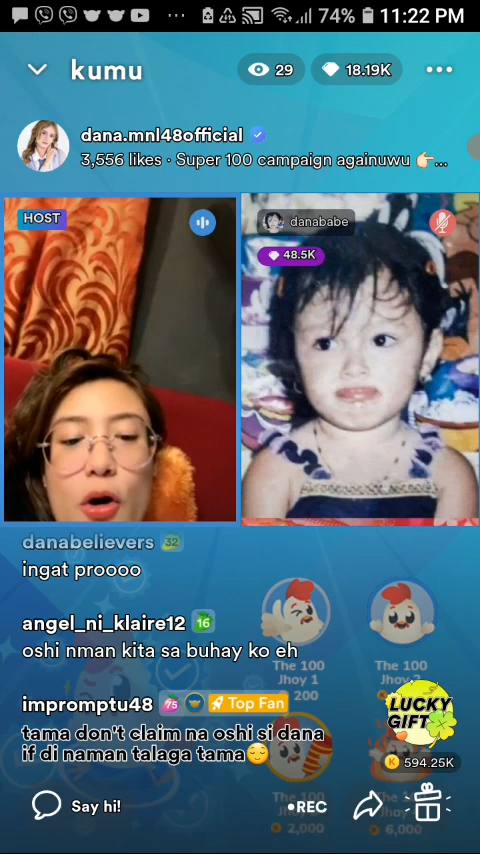 74% 11:22 PM
kumu 29 18.19K
dana.mnl48official
3,556 likes · Super 100 campaign againuwu 👉🏻...
HOST
danababe
48.5K
danabelievers 32
ingat proooo
angel_ni_klaire12 16
oshi nman kita sa buhay ko eh
The 100
Jhoy 1
200
The 100
Jhoy 2
impromptu48 75 Top Fan
tama don't claim na oshi si dana
if di naman talaga tama😌
LUCKY
GIFT
K 594.25K
The 100
2,000
The 100
6,000
Say hi!
•REC